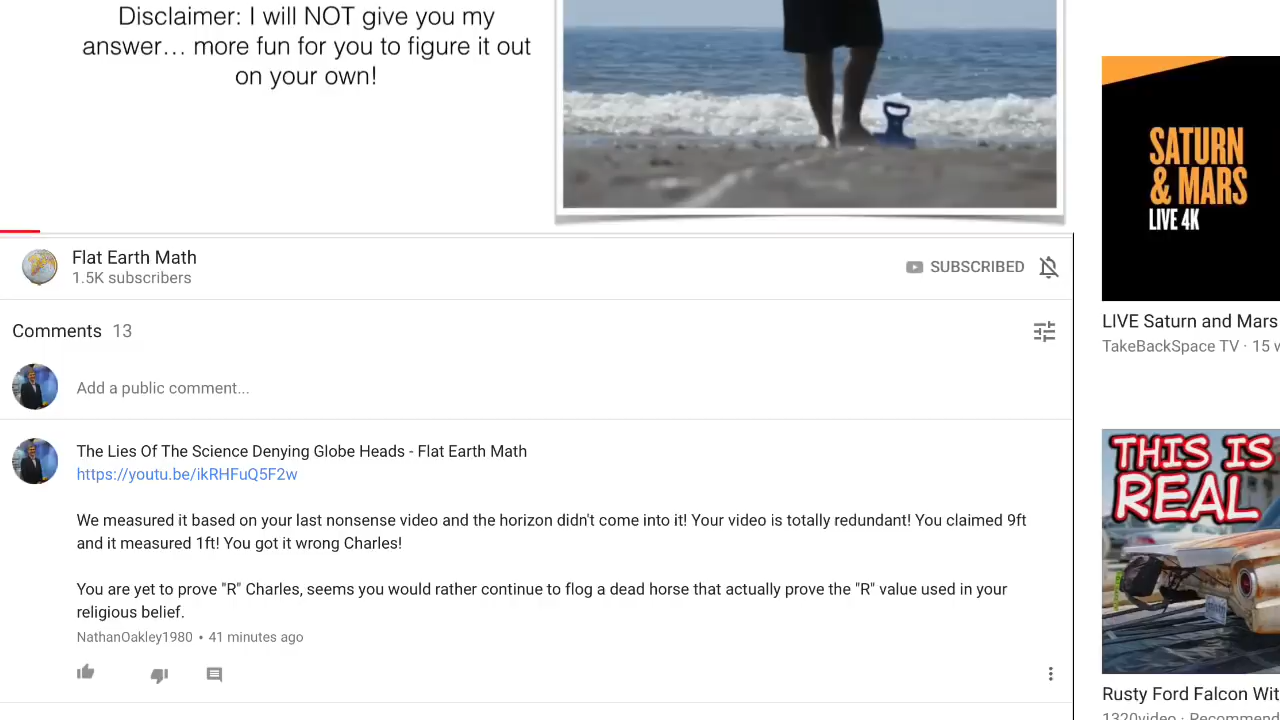 Disclaimer: I will NOT give you my
answer... more fun for you to figure it out
on your own!
SATURN
& MARS
LIVE 4K
Flat Earth Math
1.5K subscribers
SUBSCRIBED
LIVE Saturn and Mars
TakeBackSpace TV · 15
Comments 13
Add a public comment...
The Lies Of The Science Denying Globe Heads - Flat Earth Math
https://youtu.be/ikRHFuQ5F2w
We measured it based on your last nonsense video and the horizon didn't come into it! Your video is totally redundant! You claimed 9ft
and it measured 1ft! You got it wrong Charles!
You are yet to prove "R" Charles, seems you would rather continue to flog a dead horse that actually prove the "R" value used in your
religious belief.
NathanOakley1980 • 41 minutes ago
THIS IS
REAL
Rusty Ford Falcon Wit
1320video · Recommend